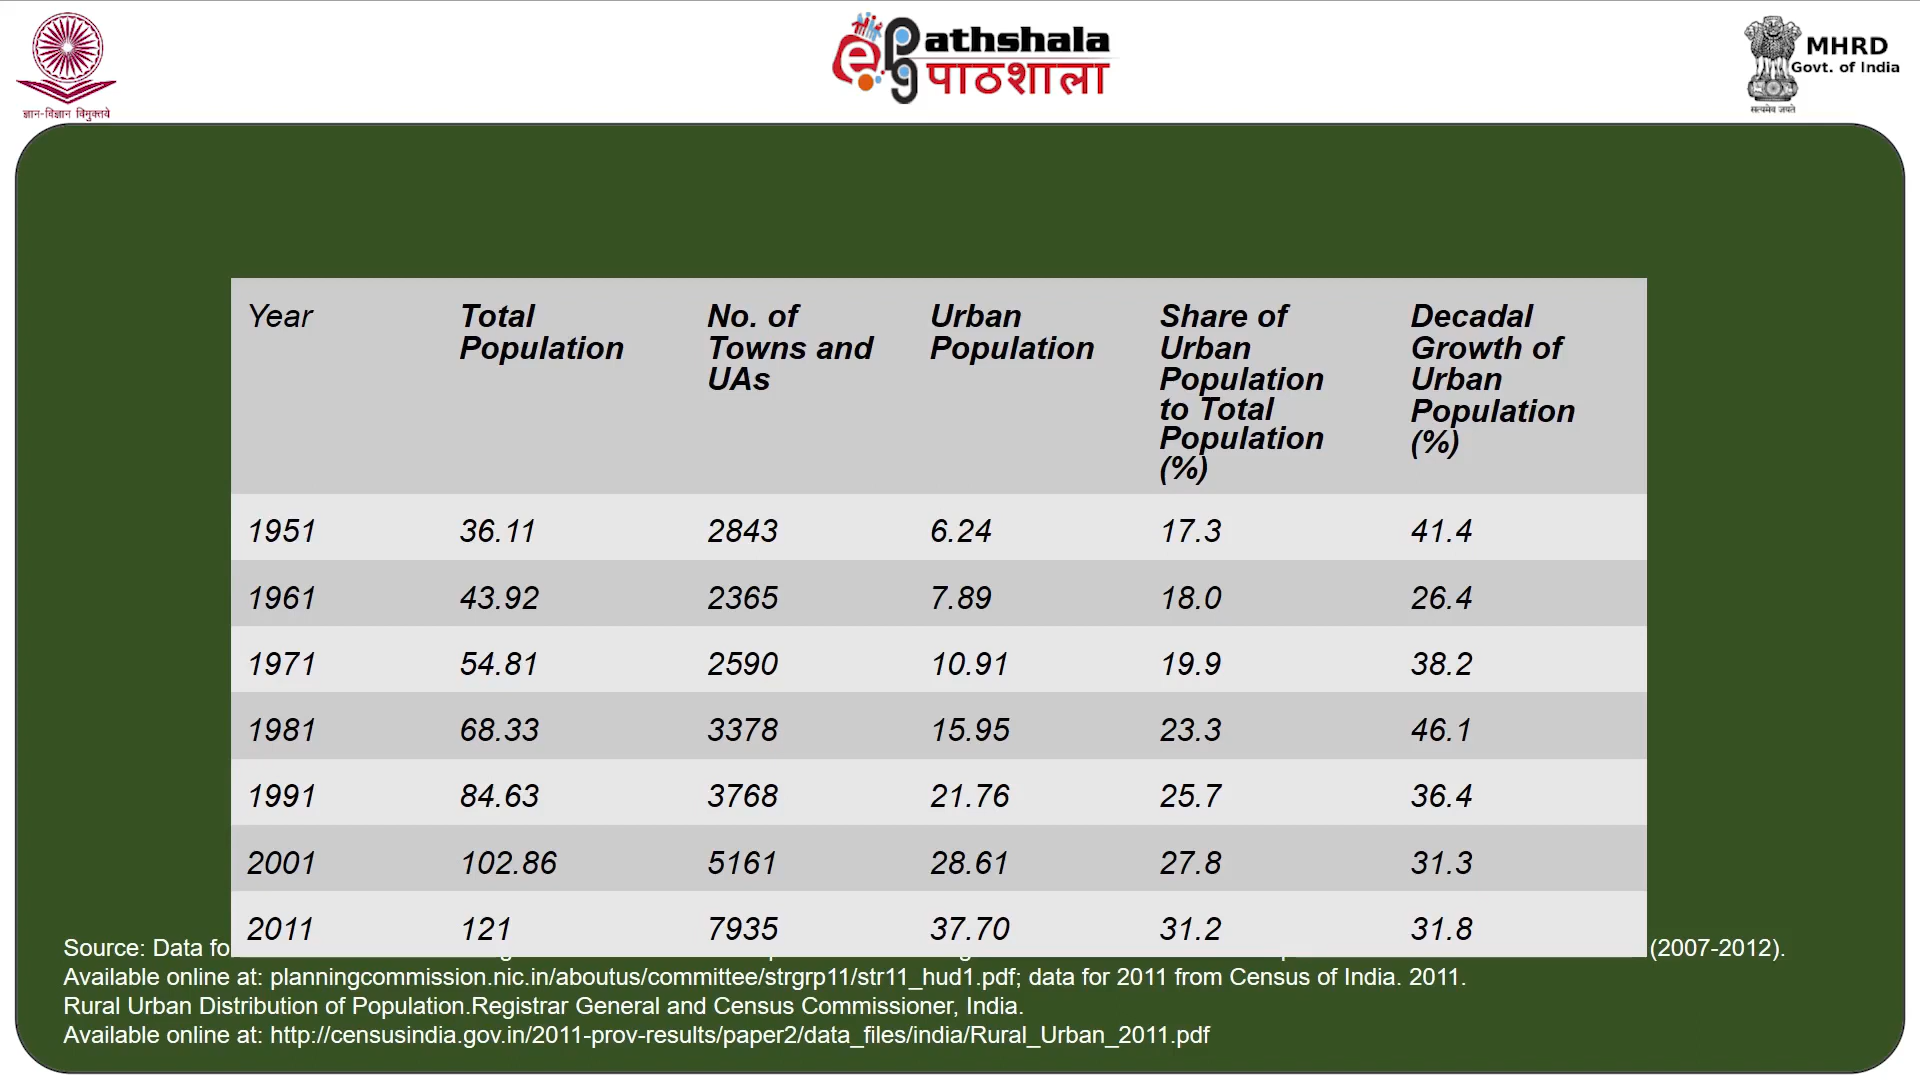 ज्ञान-विज्ञान विमुक्तये
e Pg athshala
पाठशाला
MHRD
Govt. of India
सत्यमेव जयते
Year Total Population No. of Towns and UAs Urban Population Share of Urban Population to Total Population (%) Decadal Growth of Urban Population (%)
1951 36.11 2843 6.24 17.3 41.4
1961 43.92 2365 7.89 18.0 26.4
1971 54.81 2590 10.91 19.9 38.2
1981 68.33 3378 15.95 23.3 46.1
1991 84.63 3768 21.76 25.7 36.4
2001 102.86 5161 28.61 27.8 31.3
2011 121 7935 37.70 31.2 31.8
Source: Data (2007-2012).
Available online at: planningcommission.nic.in/aboutus/committee/strgrp11/str11_hud1.pdf; data for 2011 from Census of India. 2011.
Rural Urban Distribution of Population.Registrar General and Census Commissioner, India.
Available online at: http://censusindia.gov.in/2011-prov-results/paper2/data_files/india/Rural_Urban_2011.pdf